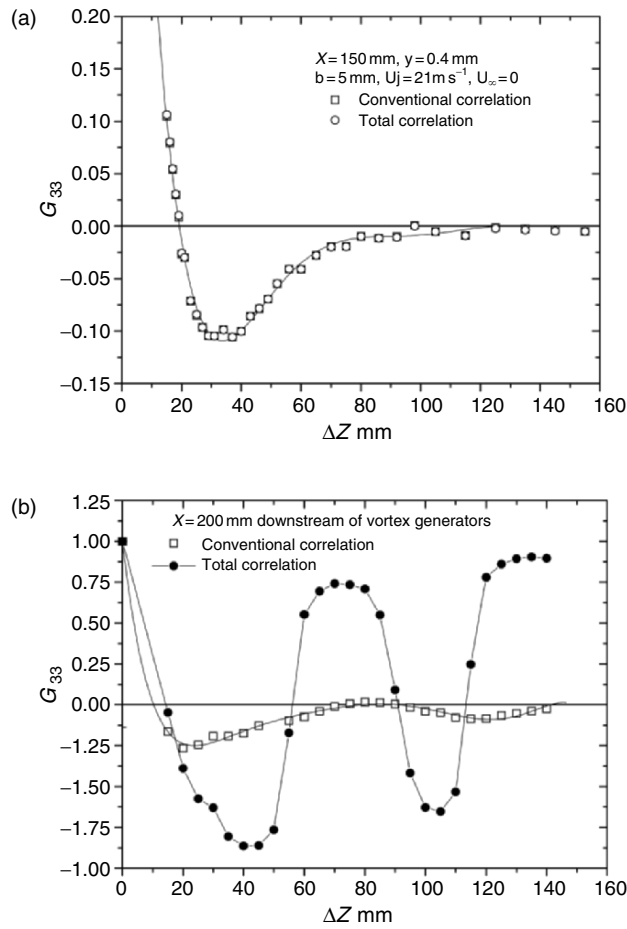 (a)
0.20
0.15
0.10
0.05
0.00
−0.05
−0.10
−0.15
G33
X=150 mm, y=0.4 mm
b=5 mm, Uj=21m s−1, U∞=0
Conventional correlation
Total correlation
0 20 40 60 80 100 120 140 160
ΔZ mm
(b)
1.25
1.00
0.75
0.50
0.25
0.00
−1.25
−1.50
−1.75
−1.00
G33
X=200 mm downstream of vortex generators
Conventional correlation
Total correlation
0 20 40 60 80 100 120 140 160
ΔZ mm